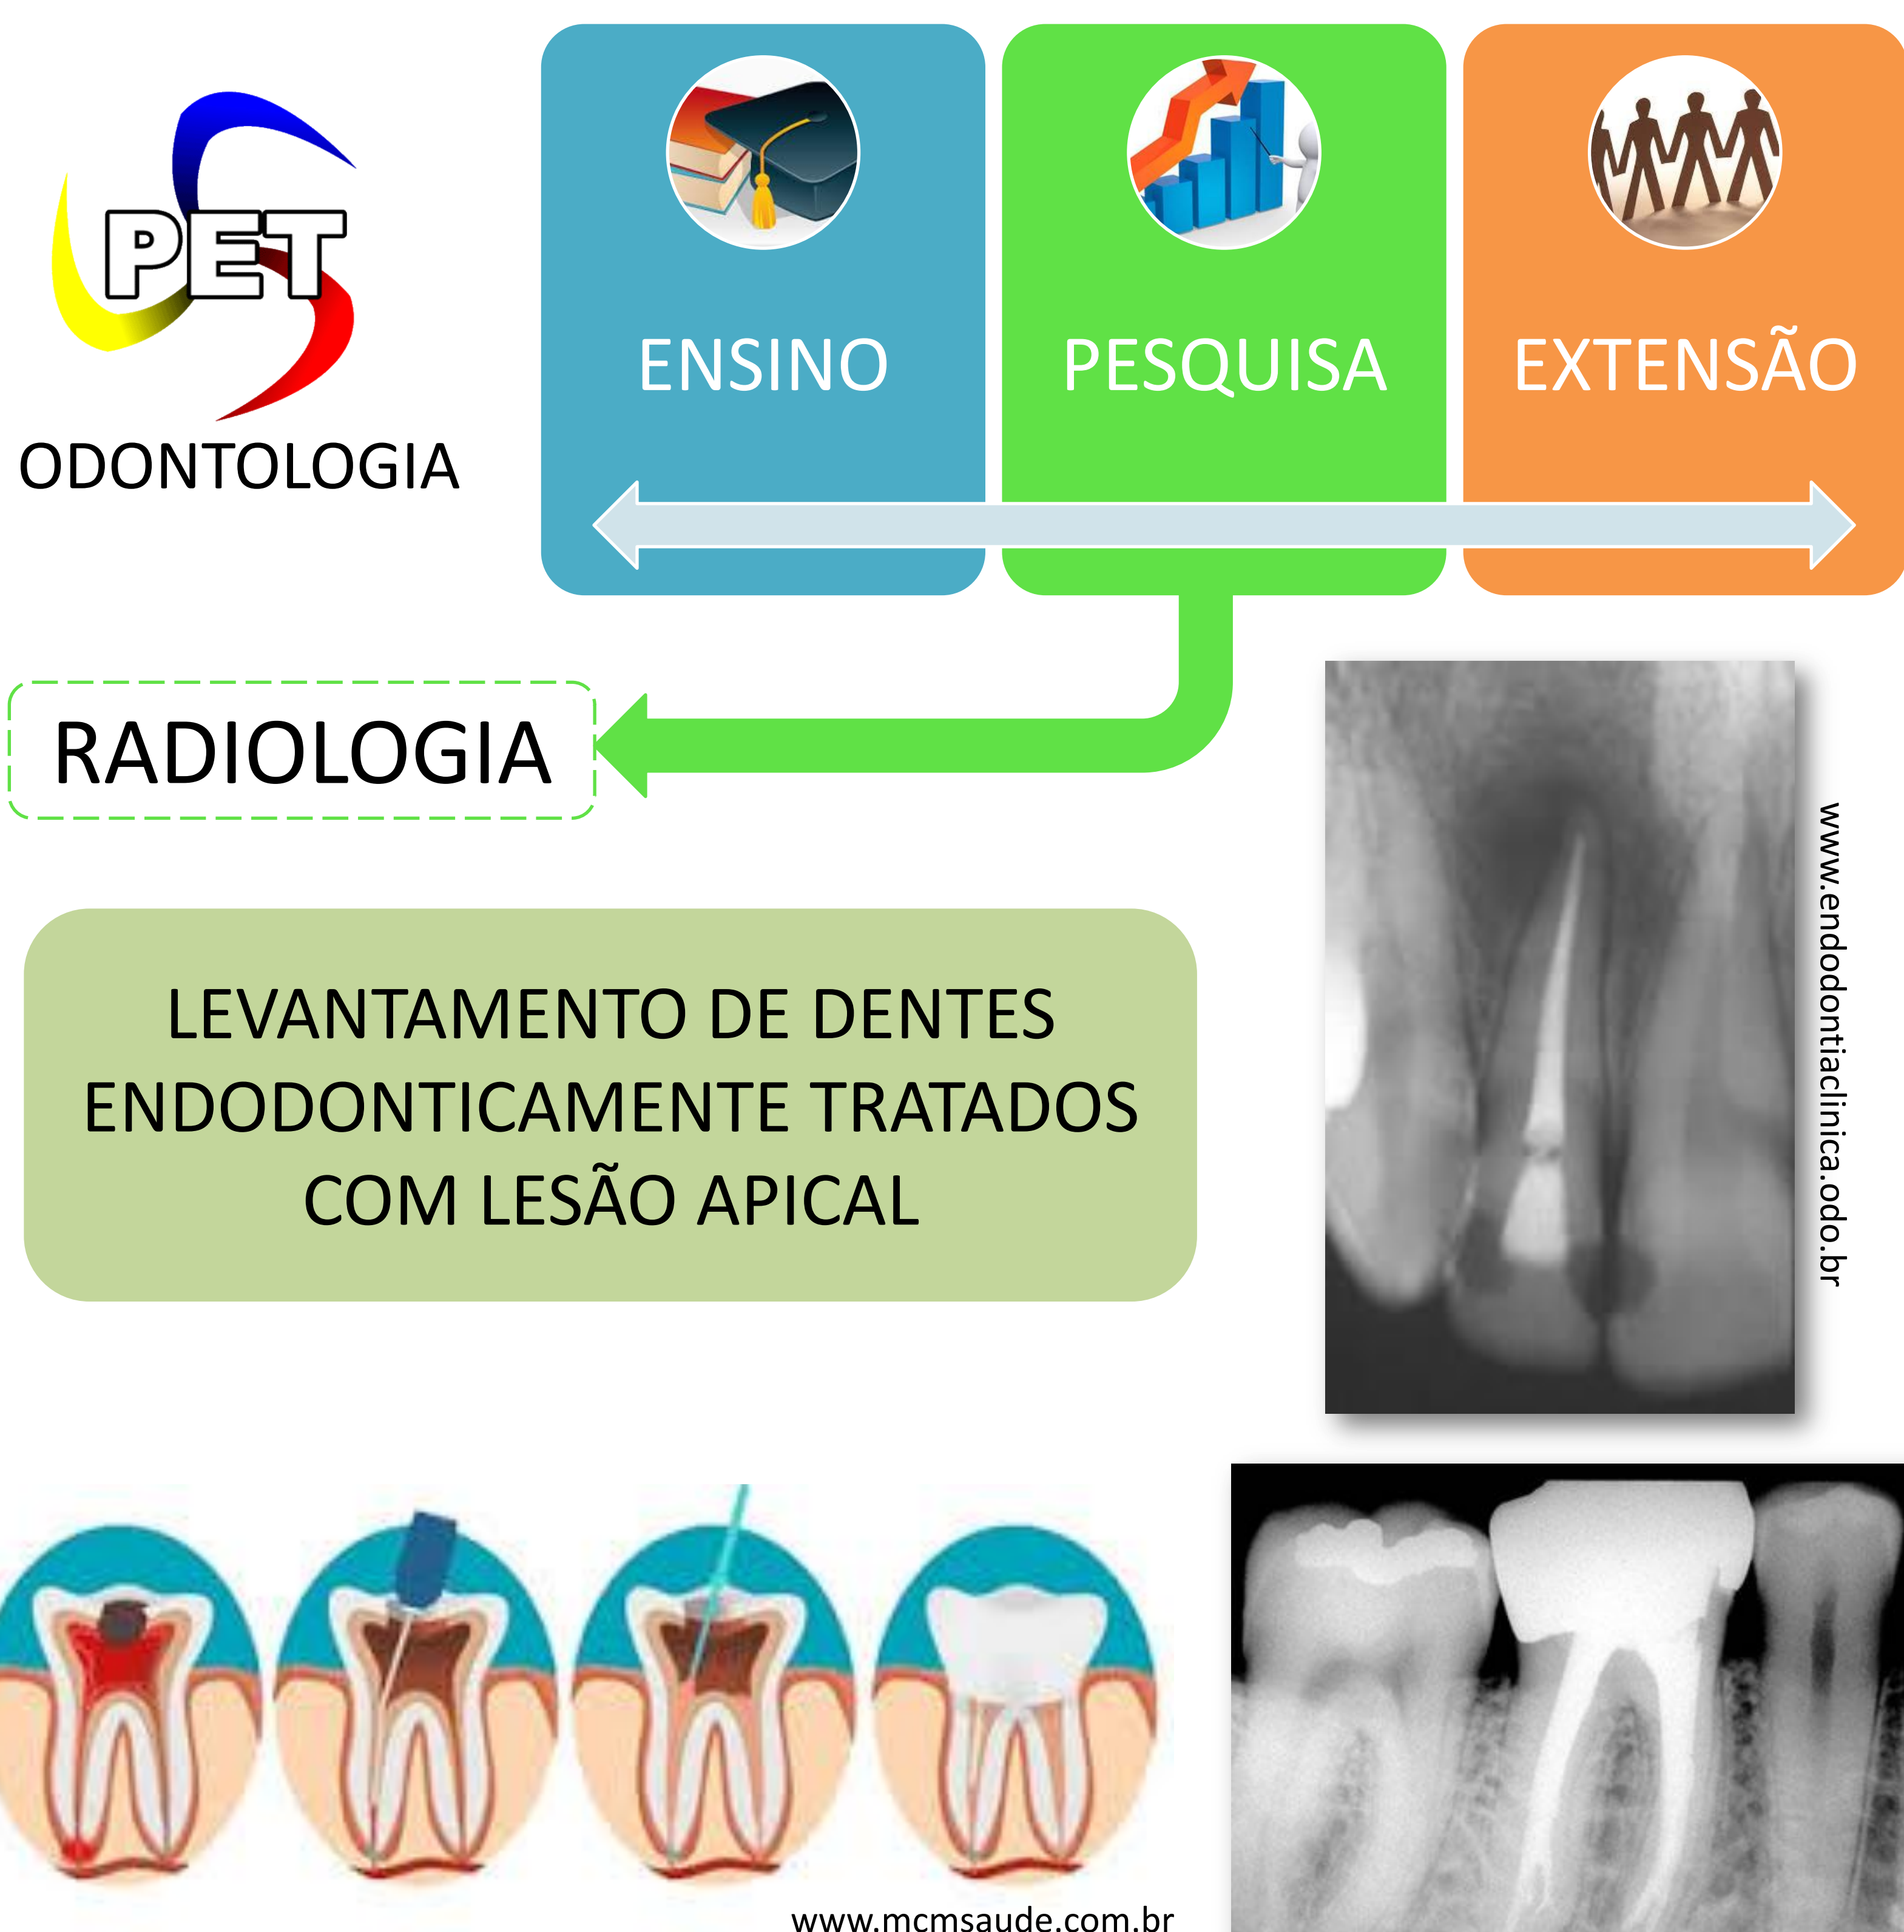 PET
ODONTOLOGIA
ENSINO
PESQUISA
EXTENSÃO
RADIOLOGIA
LEVANTAMENTO DE DENTES
ENDODONTICAMENTE TRATADOS
COM LESÃO APICAL
www.endodontiaclinica.odo.br
www.mcmsaude.com.br